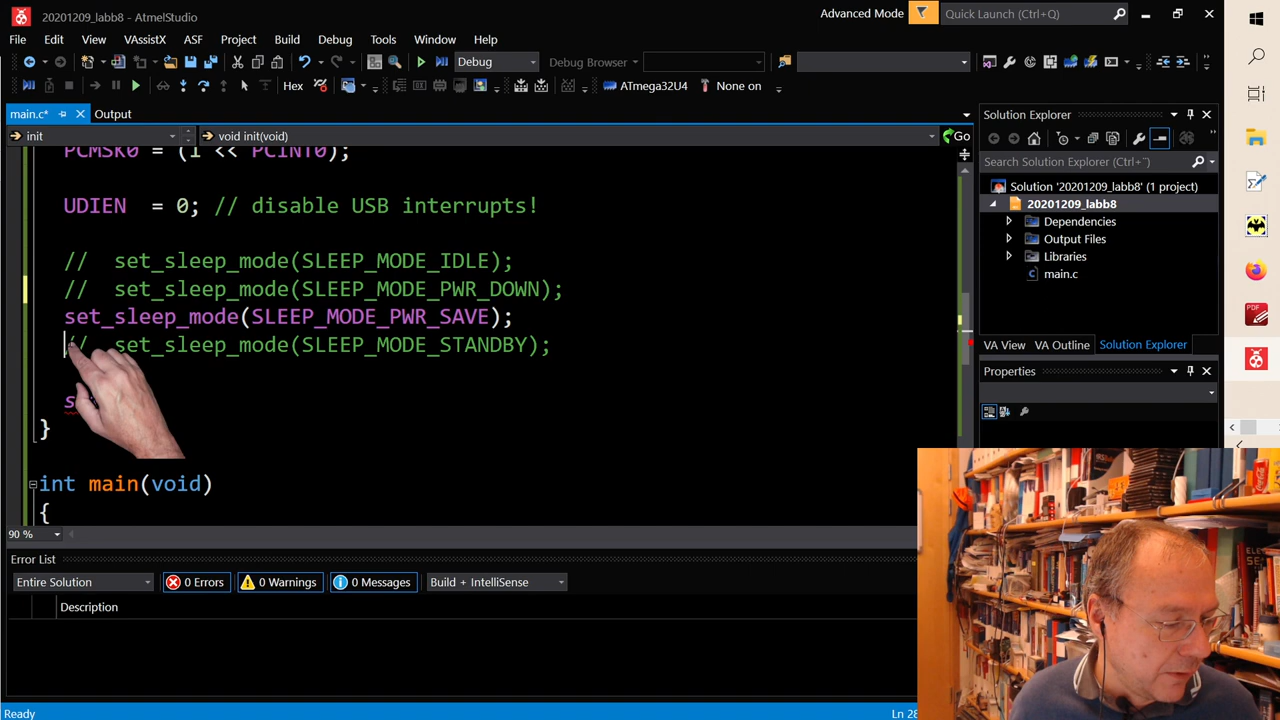 20201209_labb8 - AtmelStudio
Advanced Mode
Quick Launch (Ctrl+Q)
File Edit View VAssistX ASF Project Build Debug Tools Window Help
Debug
Debug Browser
Hex
ATmega32U4
None on
main.c*
Output
init
void init(void)
Go
PCMSK0 = (1 << PCINT0);
UDIEN = 0; // disable USB interrupts!
// set_sleep_mode(SLEEP_MODE_IDLE);
// set_sleep_mode(SLEEP_MODE_PWR_DOWN);
set_sleep_mode(SLEEP_MODE_PWR_SAVE);
// set_sleep_mode(SLEEP_MODE_STANDBY);
}
int main(void)
{
90 %
Solution Explorer
Search Solution Explorer (Ctrl+¨)
Solution '20201209_labb8' (1 project)
20201209_labb8
Dependencies
Output Files
Libraries
main.c
VA View VA Outline Solution Explorer
Properties
Error List
Entire Solution
0 Errors
0 Warnings
0 Messages
Build + IntelliSense
Description
Ready
Ln 28